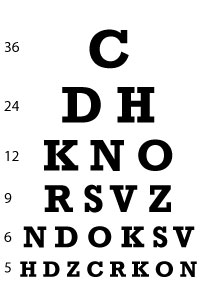 36 C
24 D H
12 K N O
9 R S V Z
6 N D O K S V
5 H D Z C R K O N